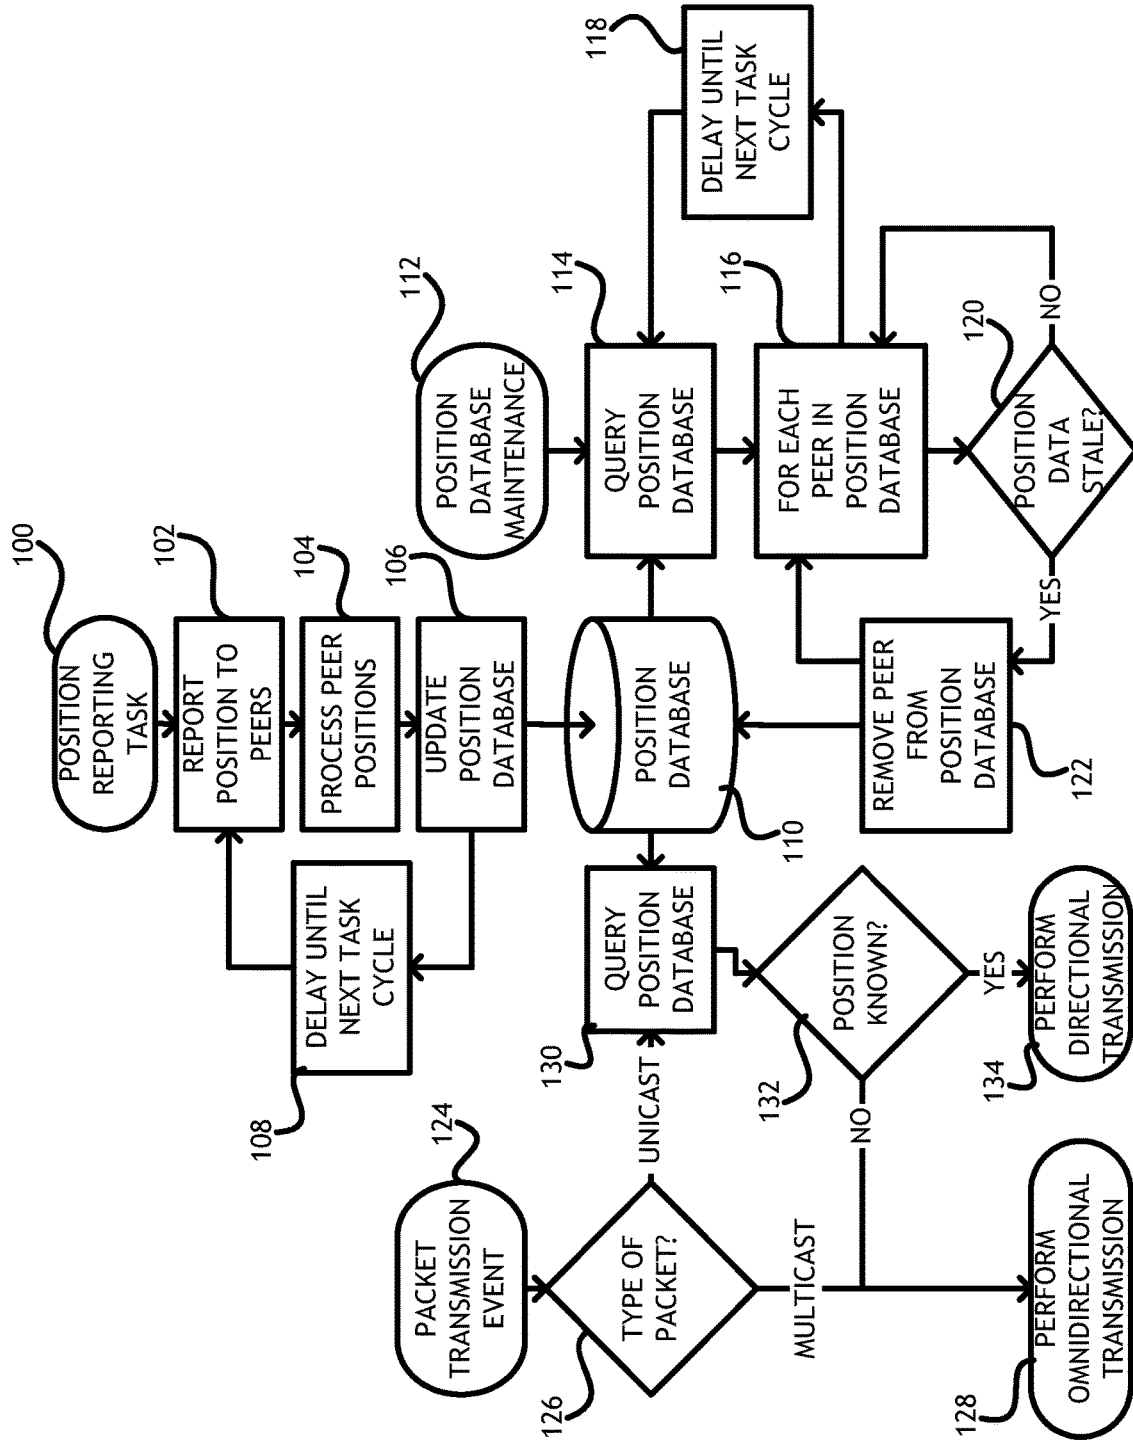 100
POSITION
REPORTING
TASK
102
REPORT
POSITION TO
PEERS
104
PROCESS PEER
POSITIONS
106
UPDATE
POSITION
DATABASE
108
DELAY UNTIL
NEXT TASK
CYCLE
110
POSITION
DATABASE
112
POSITION
DATABASE
MAINTENANCE
114
QUERY
POSITION
DATABASE
116
FOR EACH
PEER IN
POSITION
DATABASE
118
DELAY UNTIL
NEXT TASK
CYCLE
120
POSITION
DATA
STALE?
NO
YES
122
REMOVE PEER
FROM
POSITION
DATABASE
124
PACKET
TRANSMISSION
EVENT
126
TYPE OF
PACKET?
UNICAST
MULTICAST
128
PERFORM
OMNIDIRECTIONAL
TRANSMISSION
130
QUERY
POSITION
DATABASE
132
POSITION
KNOWN?
NO
YES
134
PERFORM
DIRECTIONAL
TRANSMISSION